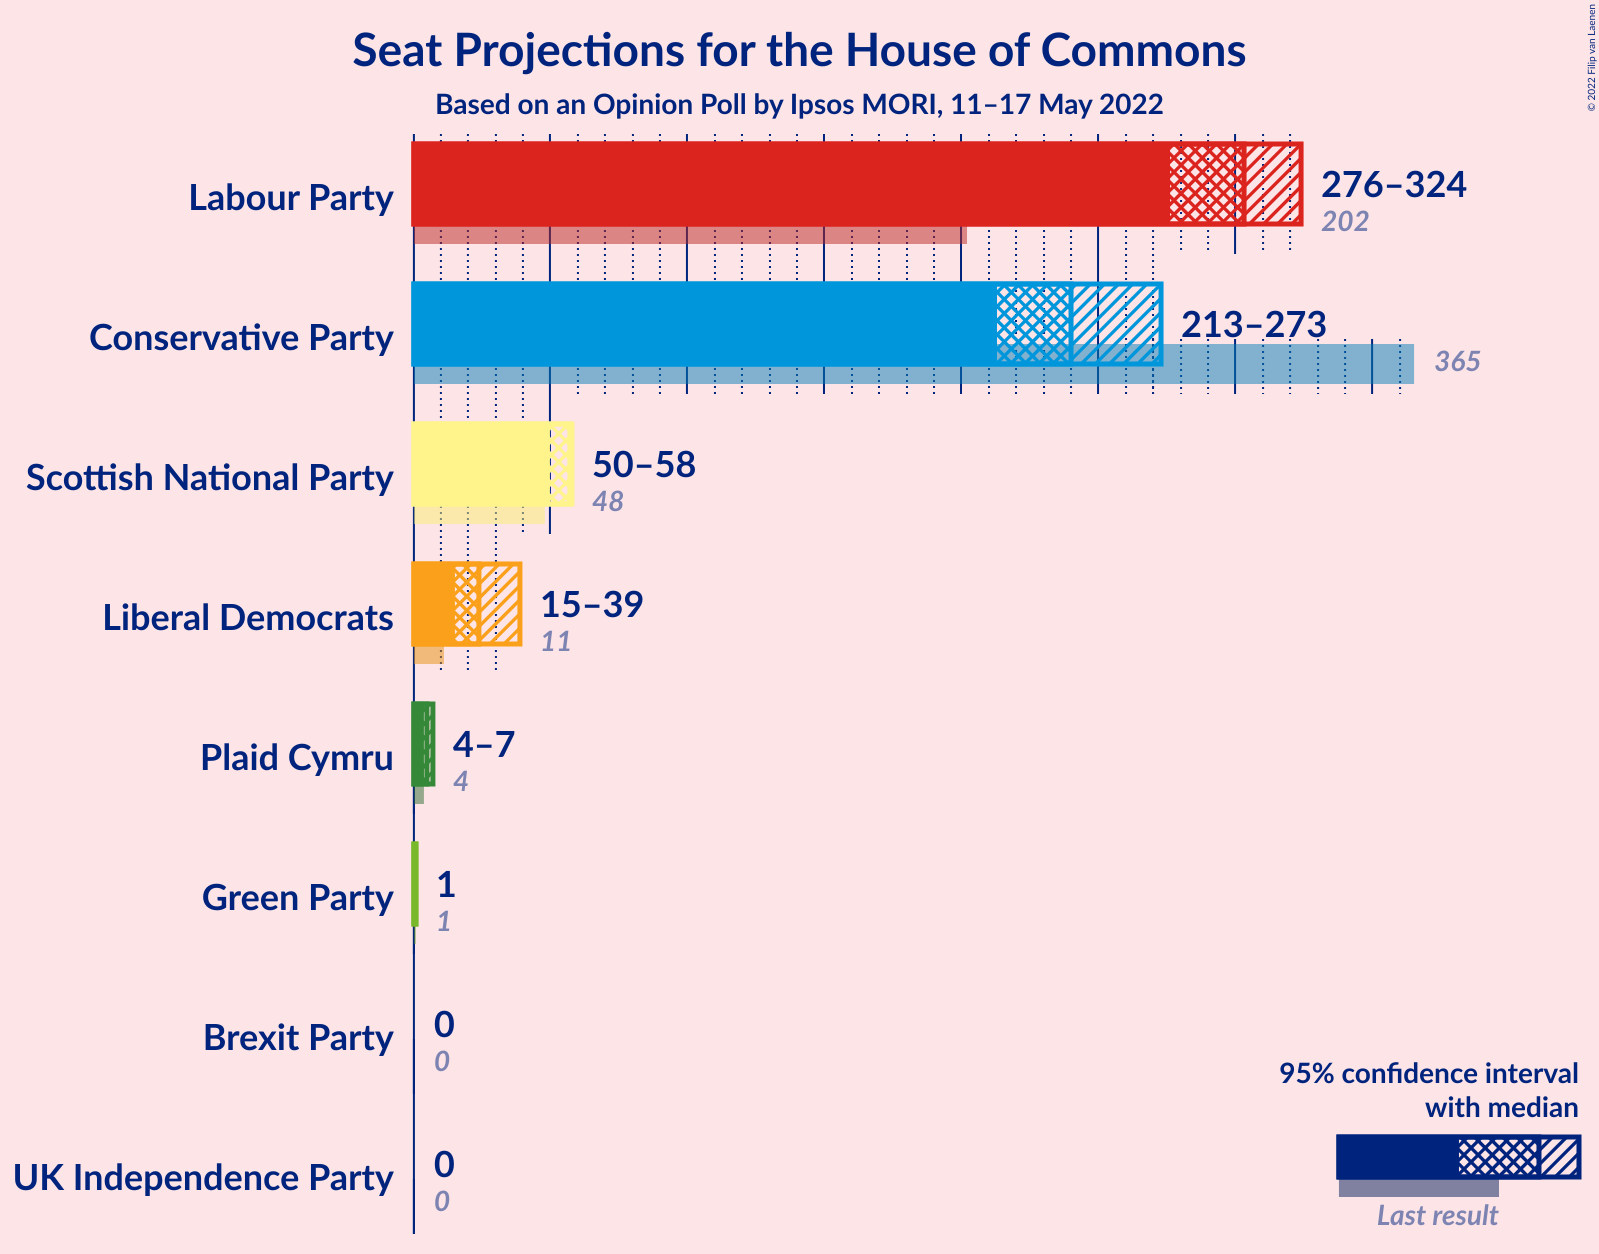 Seat Projections for the House of Commons
Based on an Opinion Poll by Ipsos MORI, 11–17 May 2022
© 2022 Filip van Laenen
Labour Party
276–324
202
Conservative Party
213–273
365
Scottish National Party
50–58
48
Liberal Democrats
15–39
11
Plaid Cymru
4–7
4
Green Party
1
1
Brexit Party
0
0
UK Independence Party
0
0
95% confidence interval
with median
Last result